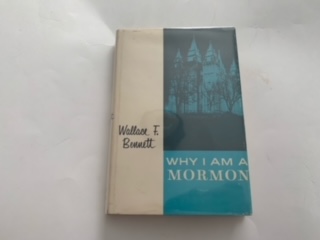 Wallace F.
Bennett
WHY I AM A
MORMON